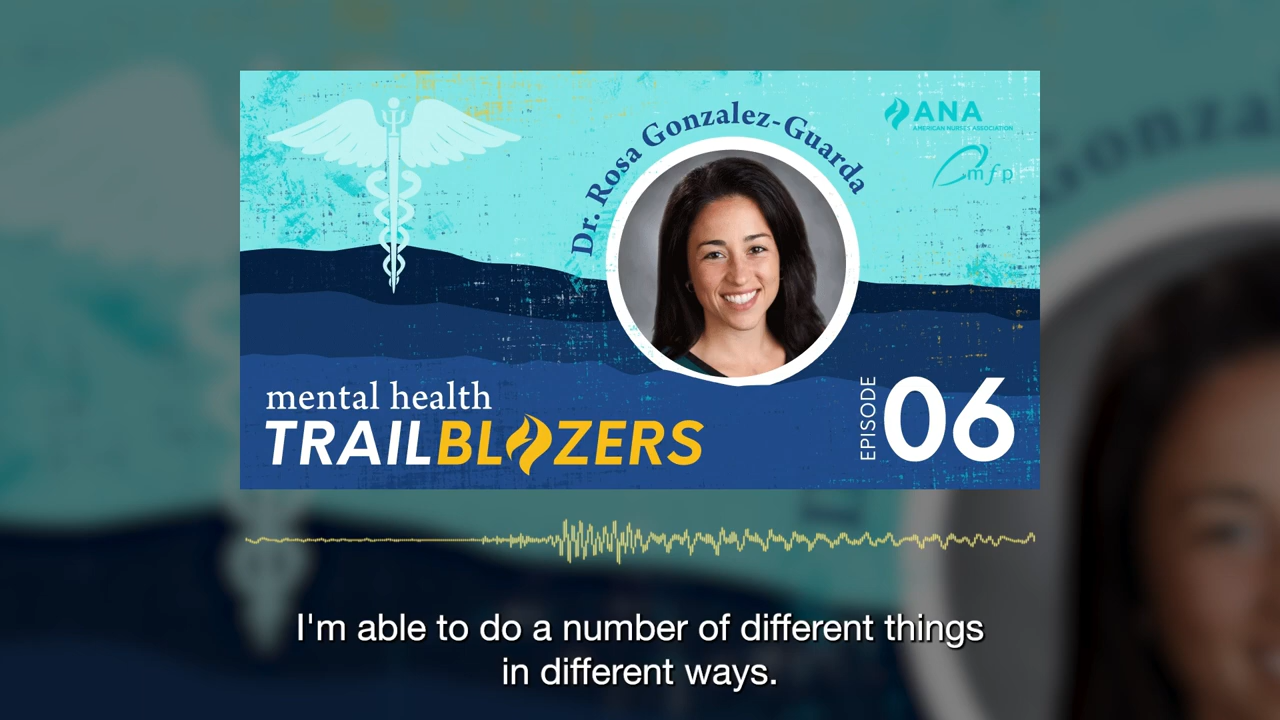 Dr. Rosa Gonzalez-Guarda
ANA
AMERICAN NURSES ASSOCIATION
mfp
mental health
TRAILBLAZERS
EPISODE
06
I'm able to do a number of different things
in different ways.